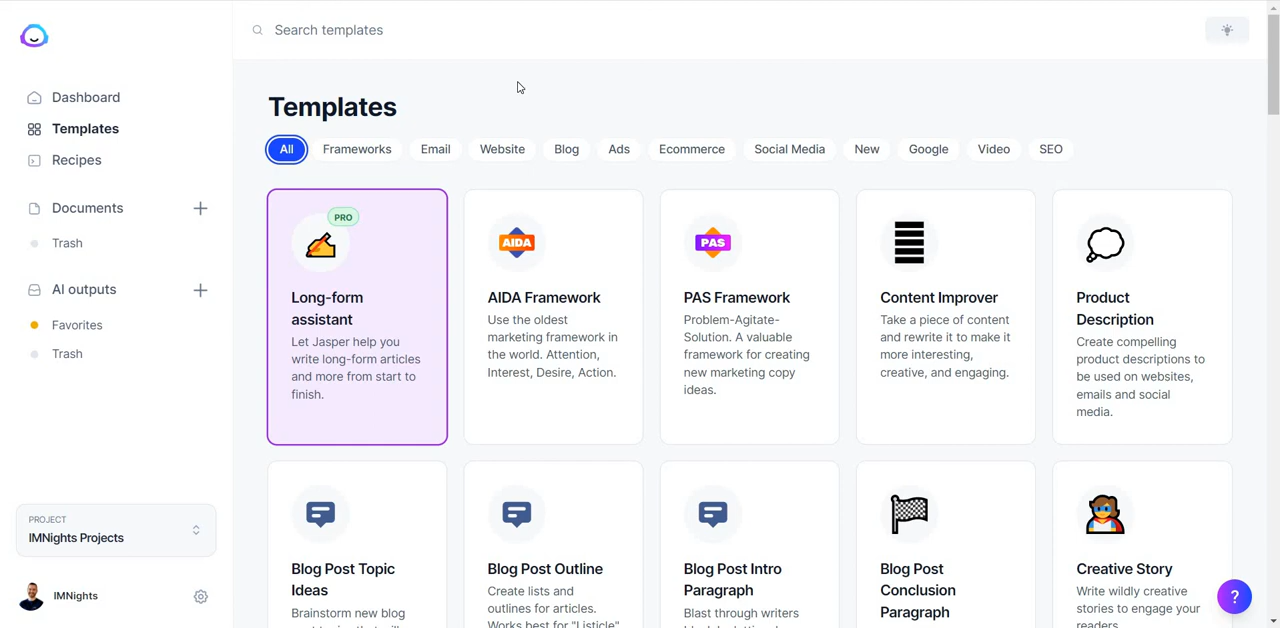 Search templates
Dashboard
Templates
Recipes
Documents
Trash
AI outputs
Favorites
Trash
PROJECT
IMNights Projects
IMNights
Templates
All
Frameworks
Email
Website
Blog
Ads
Ecommerce
Social Media
New
Google
Video
SEO
PRO
Long-form
assistant
Let Jasper help you
write long-form articles
and more from start to
finish.
AIDA
AIDA Framework
Use the oldest
marketing framework in
the world. Attention,
Interest, Desire, Action.
PAS
PAS Framework
Problem-Agitate-
Solution. A valuable
framework for creating
new marketing copy
ideas.
Content Improver
Take a piece of content
and rewrite it to make it
more interesting,
creative, and engaging.
Product
Description
Create compelling
product descriptions to
be used on websites,
emails and social
media.
Blog Post Topic
Ideas
Brainstorm new blog
Blog Post Outline
Create lists and
outlines for articles.
Works best for "Listicle"
Blog Post Intro
Paragraph
Blast through writers
Blog Post
Conclusion
Paragraph
Creative Story
Write wildly creative
stories to engage your
readers.
?